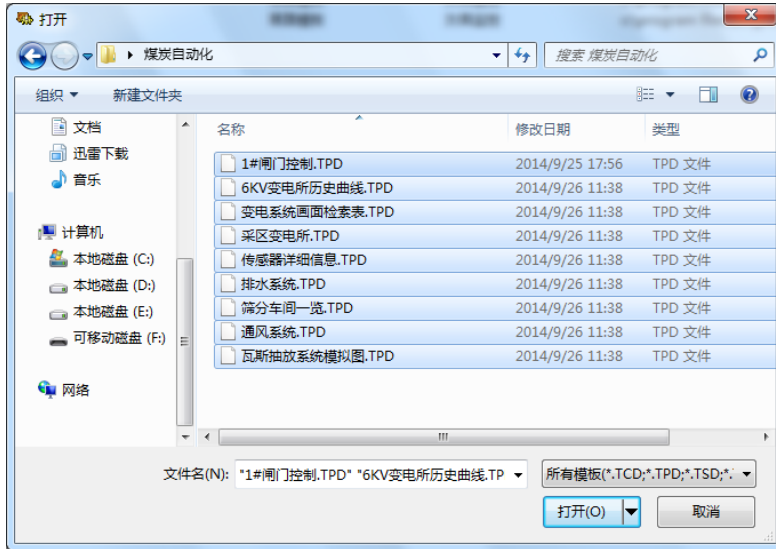 打开
煤炭自动化
搜索 煤炭自动化
组织 新建文件夹
文档
迅雷下载
音乐
计算机
本地磁盘 (C:)
本地磁盘 (D:)
本地磁盘 (E:)
可移动磁盘 (F:)
网络
名称 修改日期 类型
1#闸门控制.TPD 2014/9/25 17:56 TPD 文件
6KV变电所历史曲线.TPD 2014/9/26 11:38 TPD 文件
变电系统画面检索表.TPD 2014/9/26 11:38 TPD 文件
采区变电所.TPD 2014/9/26 11:38 TPD 文件
传感器详细信息.TPD 2014/9/26 11:38 TPD 文件
排水系统.TPD 2014/9/26 11:38 TPD 文件
筛分车间一览.TPD 2014/9/26 11:38 TPD 文件
通风系统.TPD 2014/9/26 11:38 TPD 文件
瓦斯抽放系统模拟图.TPD 2014/9/26 11:38 TPD 文件
文件名(N): "1#闸门控制.TPD" "6KV变电所历史曲线.TP 所有模板(*.TCD;*.TPD;*.TSD;*.
打开(O) 取消